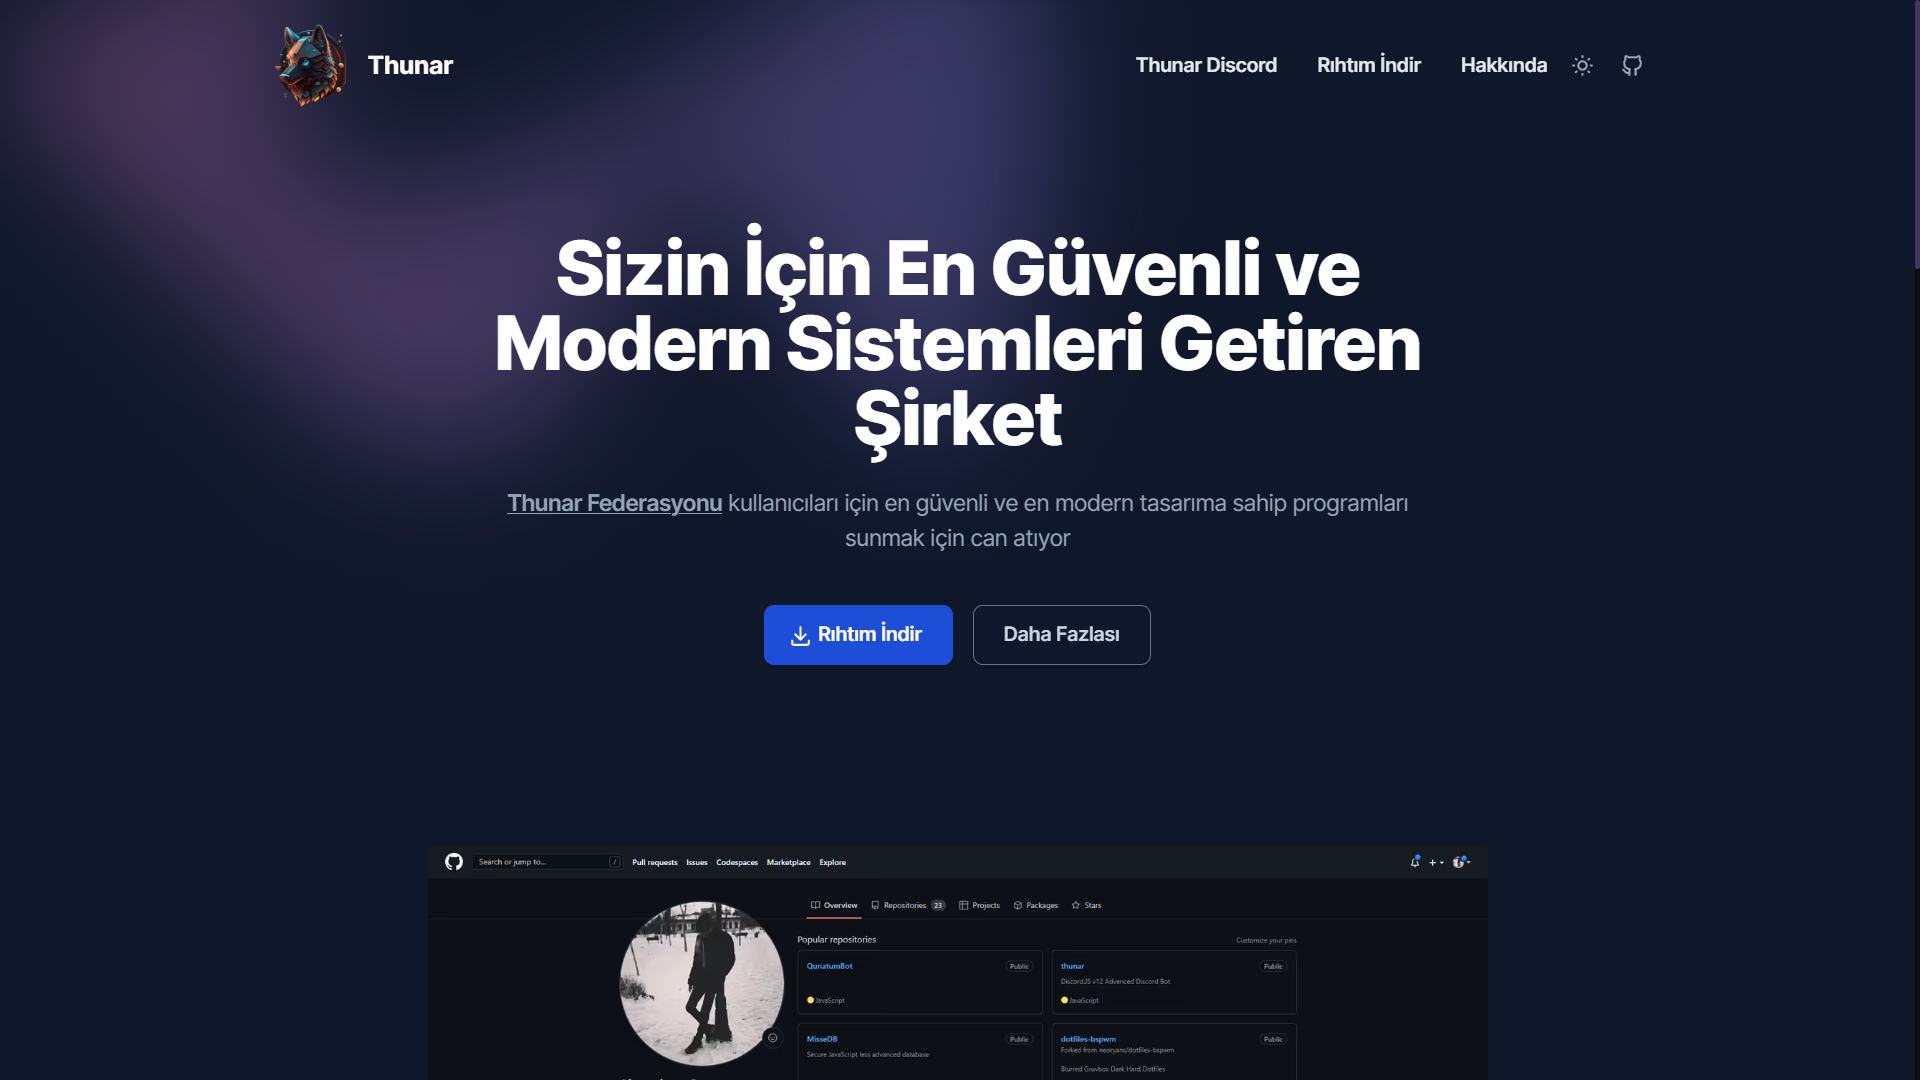 Thunar
Thunar Discord
Rıhtım İndir
Hakkında
Sizin İçin En Güvenli ve
Modern Sistemleri Getiren
Şirket
Thunar Federasyonu kullanıcıları için en güvenli ve en modern tasarıma sahip programları
sunmak için can atıyor
Rıhtım İndir
Daha Fazlası
Search or jump to...
/
Pull requests
Issues
Codespaces
Marketplace
Explore
Overview
Repositories 23
Projects
Packages
Stars
Popular repositories
Customize your pins
QunatumBot
Public
JavaScript
thunar
Public
DiscordJS v12 Advenced Discord Bot
JavaScript
MisseDB
Public
Secure JavaScript less advanced database
dotfiles-bspwm
Public
Forked from neoryans/dotfiles-bspwm
Blurred Gruvbox Dark Hard DotFiles